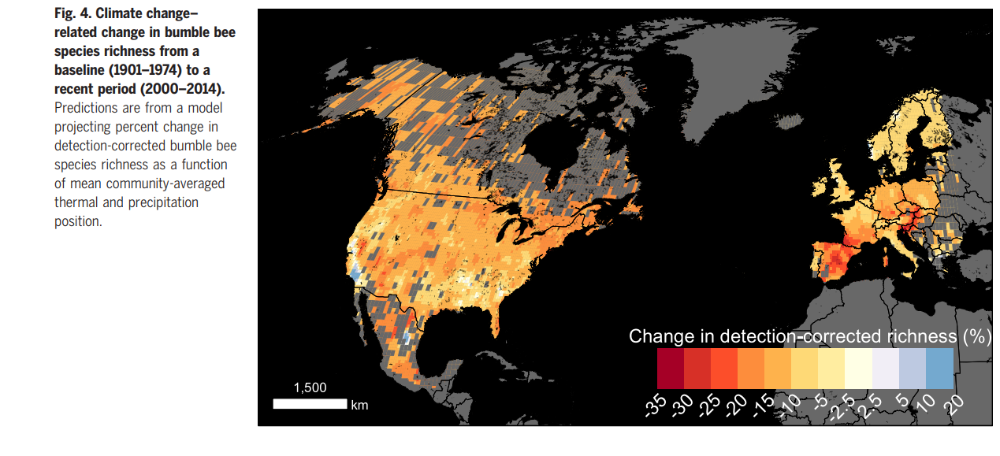 Fig. 4. Climate change–
related change in bumble bee
species richness from a
baseline (1901–1974) to a
recent period (2000–2014).
Predictions are from a model
projecting percent change in
detection-corrected bumble bee
species richness as a function
of mean community-averaged
thermal and precipitation
position.
Change in detection-corrected richness (%)
-35 -30 -25 -20 -15 -10 -5 -2.5 2.5 5 10 20
1,500
km